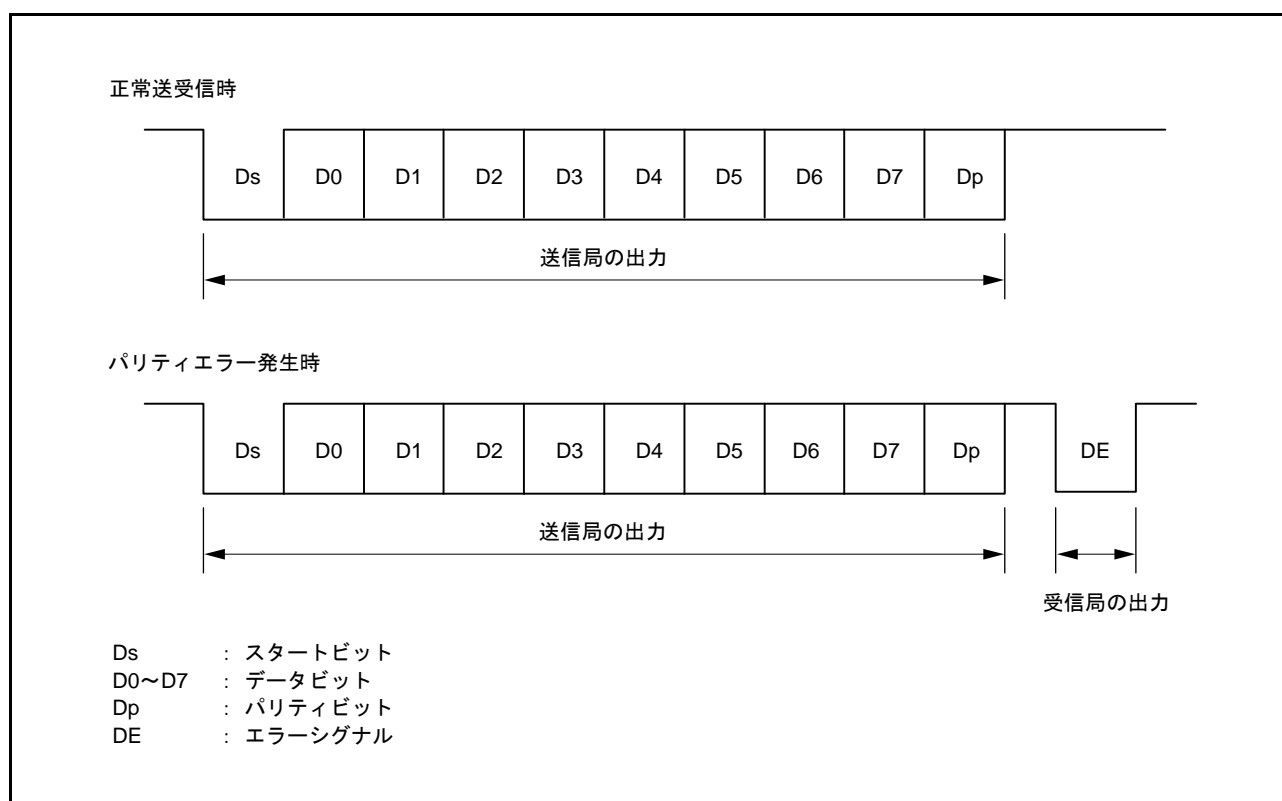 正常送受信時
Ds D0 D1 D2 D3 D4 D5 D6 D7 Dp
送信局の出力
パリティエラー発生時
Ds D0 D1 D2 D3 D4 D5 D6 D7 Dp DE
送信局の出力
受信局の出力
Ds : スタートビット
D0～D7 : データビット
Dp : パリティビット
DE : エラーシグナル